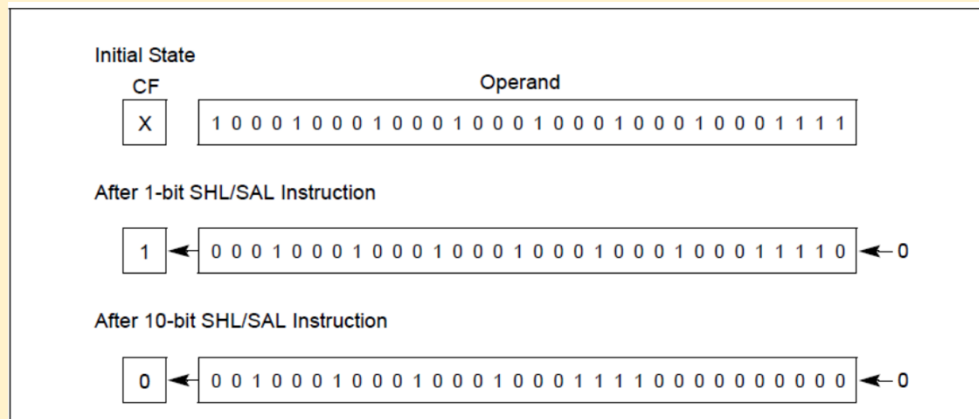 Initial State
CF Operand
X 1 0 0 0 1 0 0 0 1 0 0 0 1 0 0 0 1 0 0 0 1 0 0 0 1 0 0 0 1 1 1 1
After 1-bit SHL/SAL Instruction
1 0 0 0 1 0 0 0 1 0 0 0 1 0 0 0 1 0 0 0 1 0 0 0 1 0 0 0 1 1 1 1 0 0
After 10-bit SHL/SAL Instruction
0 0 0 1 0 0 0 1 0 0 0 1 0 0 0 1 0 0 0 1 1 1 1 0 0 0 0 0 0 0 0 0 0 0